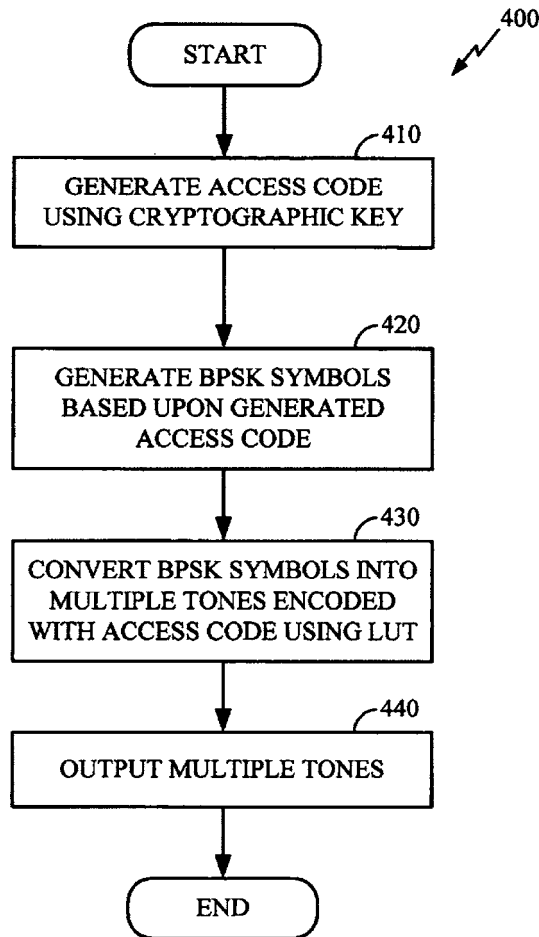 400
START
410
GENERATE ACCESS CODE
USING CRYPTOGRAPHIC KEY
420
GENERATE BPSK SYMBOLS
BASED UPON GENERATED
ACCESS CODE
430
CONVERT BPSK SYMBOLS INTO
MULTIPLE TONES ENCODED
WITH ACCESS CODE USING LUT
440
OUTPUT MULTIPLE TONES
END